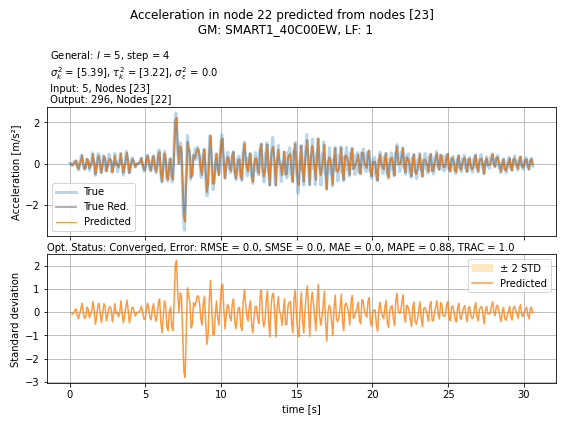 Acceleration in node 22 predicted from nodes [23]
GM: SMART1_40C00EW, LF: 1
General: l = 5, step = 4
σ²ₖ = [5.39], τ²ₖ = [3.22], σ²ε = 0.0
Input: 5, Nodes [23]
Output: 296, Nodes [22]
Acceleration [m/s²]
2
0
−2
True
True Red.
Predicted
Opt. Status: Converged, Error: RMSE = 0.0, SMSE = 0.0, MAE = 0.0, MAPE = 0.88, TRAC = 1.0
Standard deviation
2
1
0
−1
−2
−3
± 2 STD
Predicted
0 5 10 15 20 25 30
time [s]